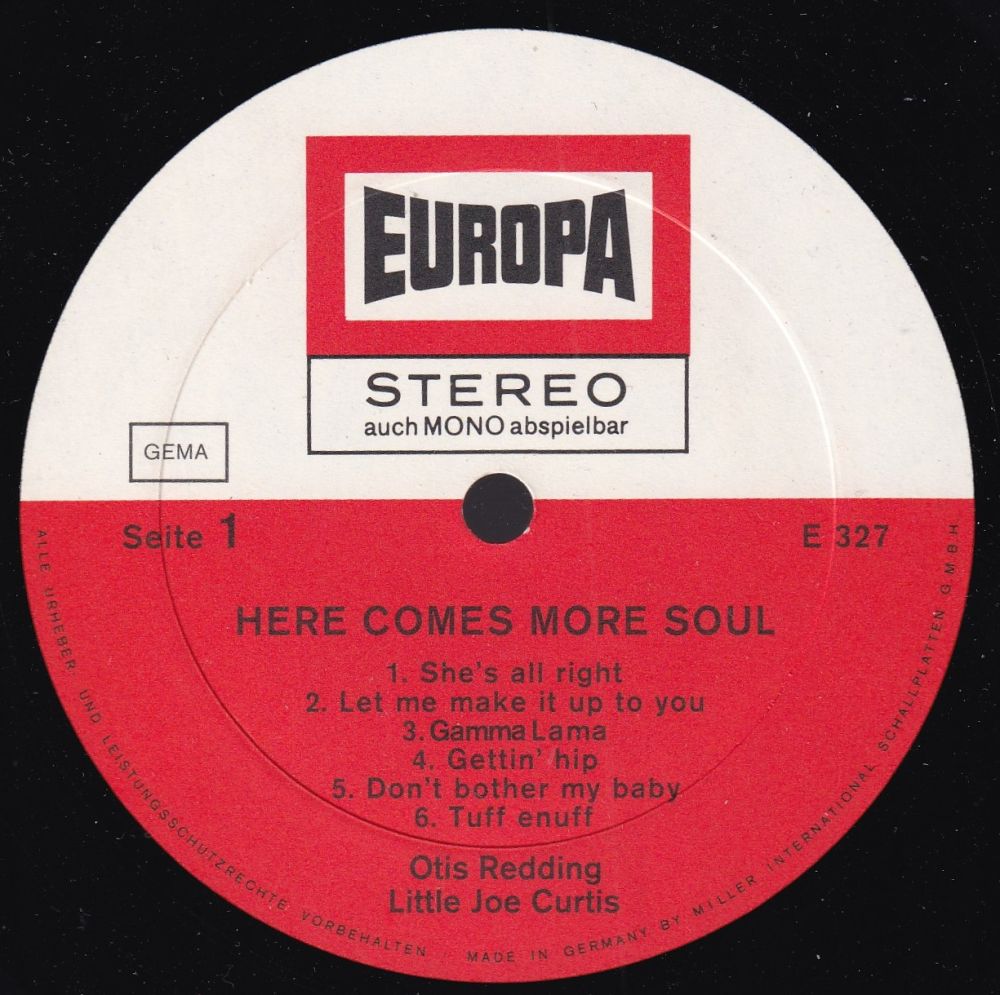 EUROPA
STEREO
auch MONO abspielbar
GEMA
Seite 1
E 327
HERE COMES MORE SOUL
1. She's all right
2. Let me make it up to you
3. Gamma Lama
4. Gettin' hip
5. Don't bother my baby
6. Tuff enuff
Otis Redding
Little Joe Curtis
ALLE URHEBER- UND LEISTUNGSSCHUTZRECHTE VORBEHALTEN
MADE IN GERMANY BY MILLER INTERNATIONAL SCHALLPLATTEN G.M.B.H